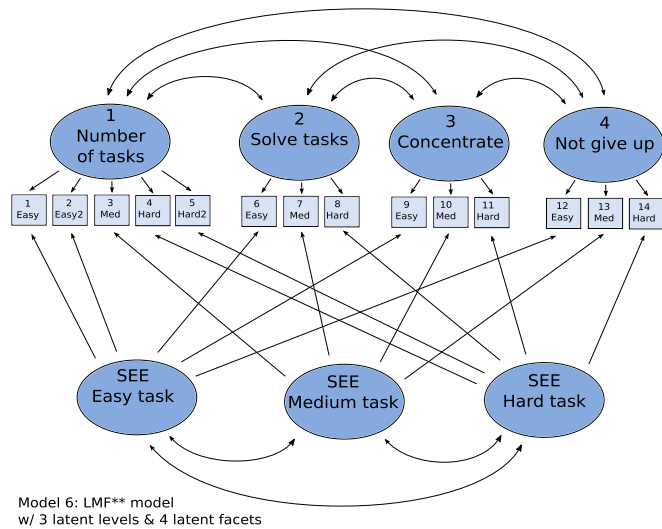 1
Number
of tasks
2
Solve tasks
3
Concentrate
4
Not give up
1
Easy
2
Easy2
3
Med
4
Hard
5
Hard2
6
Easy
7
Med
8
Hard
9
Easy
10
Med
11
Hard
12
Easy
13
Med
14
Hard
SEE
Easy task
SEE
Medium task
SEE
Hard task
Model 6: LMF** model
w/ 3 latent levels & 4 latent facets